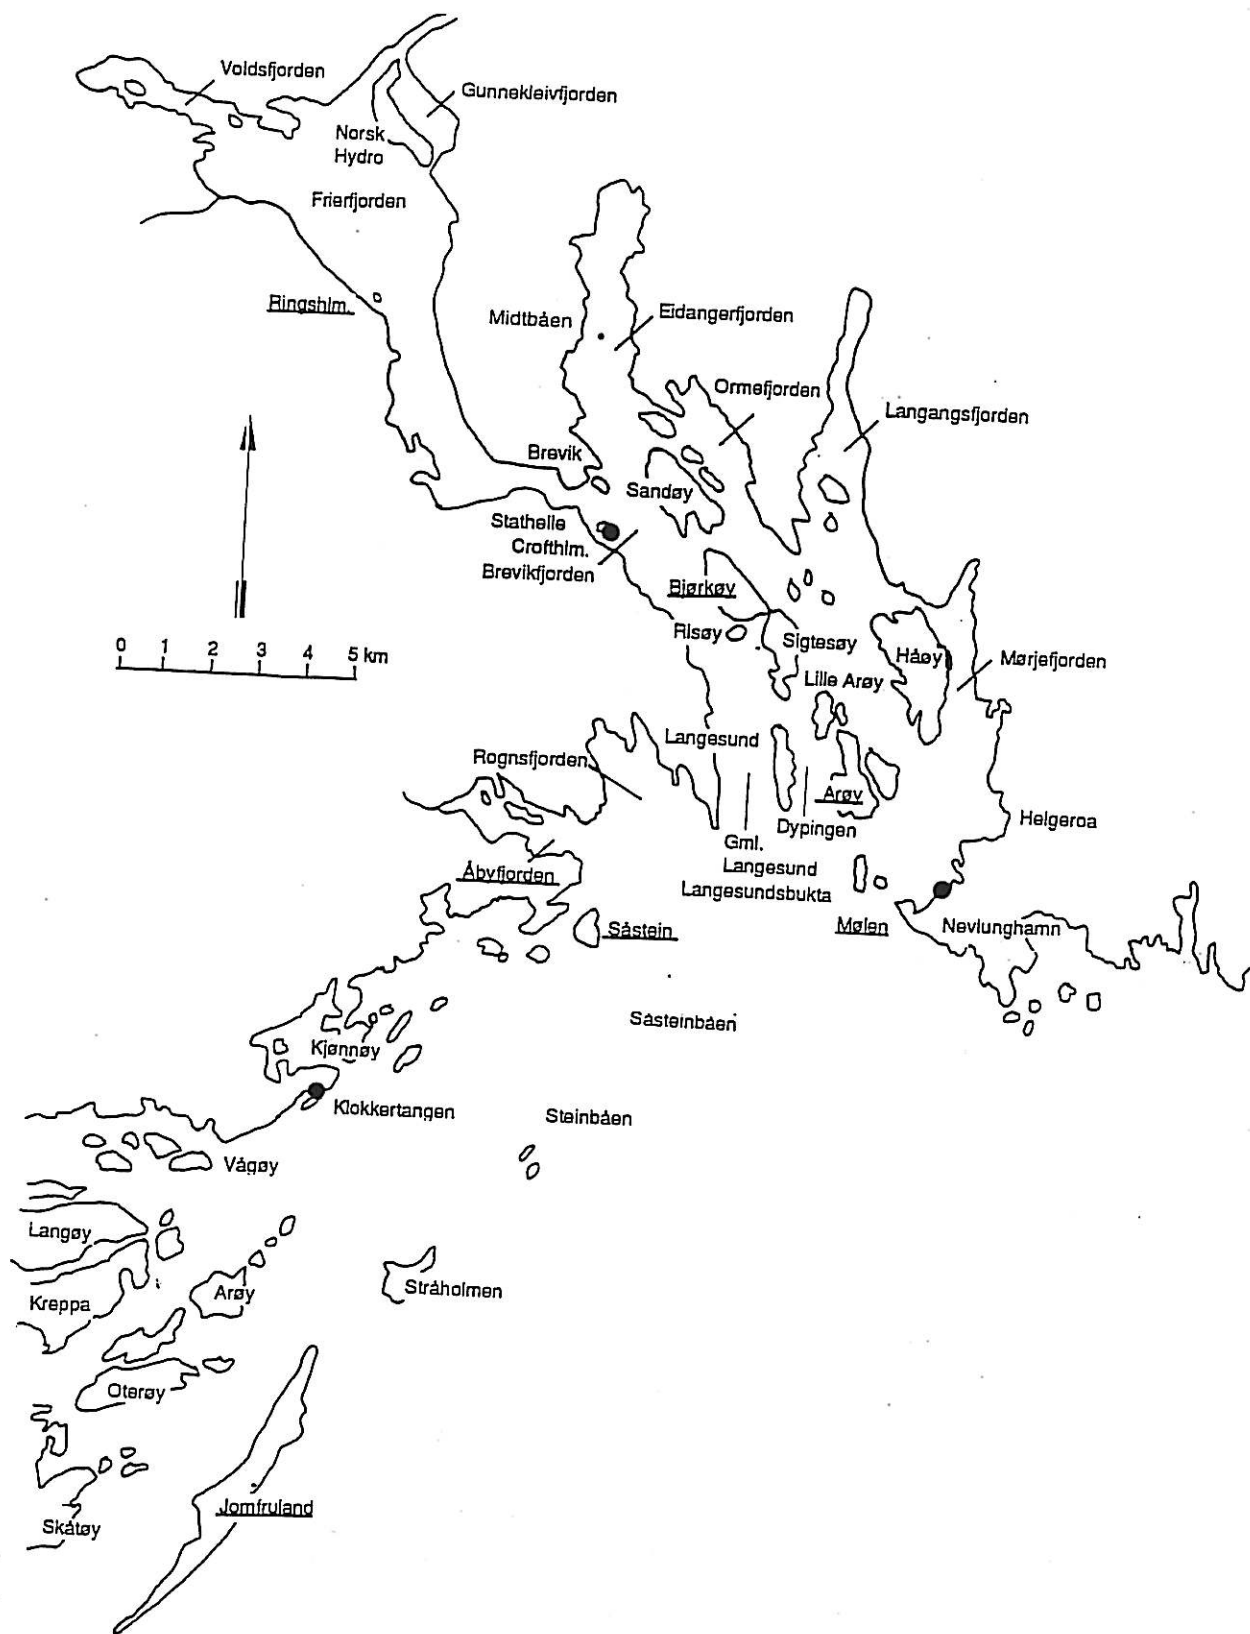 Voldsfjorden
Gunnekleivfjorden
Norsk
Hydro
Frierfjorden
Ringshlm.
Midtbåen
Eidangerfjorden
Ormefjorden
Langangsfjorden
Brevik
Sandøy
Stathelle
Crofthlm.
Brevikfjorden
Bjørkøy
Risøy
Sigtesøy
Håøy
Mørjefjorden
Lille Arøy
0 1 2 3 4 5 km
Langesund
Rognsfjorden
Arøy
Helgeroa
Dypingen
Gml.
Langesund
Langesundsbukta
Åbyfjorden
Såstein
Mølen
Nevlunghamn
Såsteinbåen
Kjønnøy
Klokkertangen
Steinbåen
Vågøy
Langøy
Kreppa
Arøy
Stråholmen
Oterøy
Jomfruland
Skåtøy